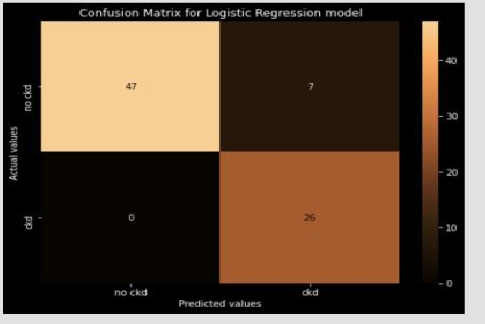 Confusion Matrix for Logistic Regression model
Actual values
no ckd
47
7
ckd
0
26
no ckd
ckd
Predicted values
40
30
20
10
0